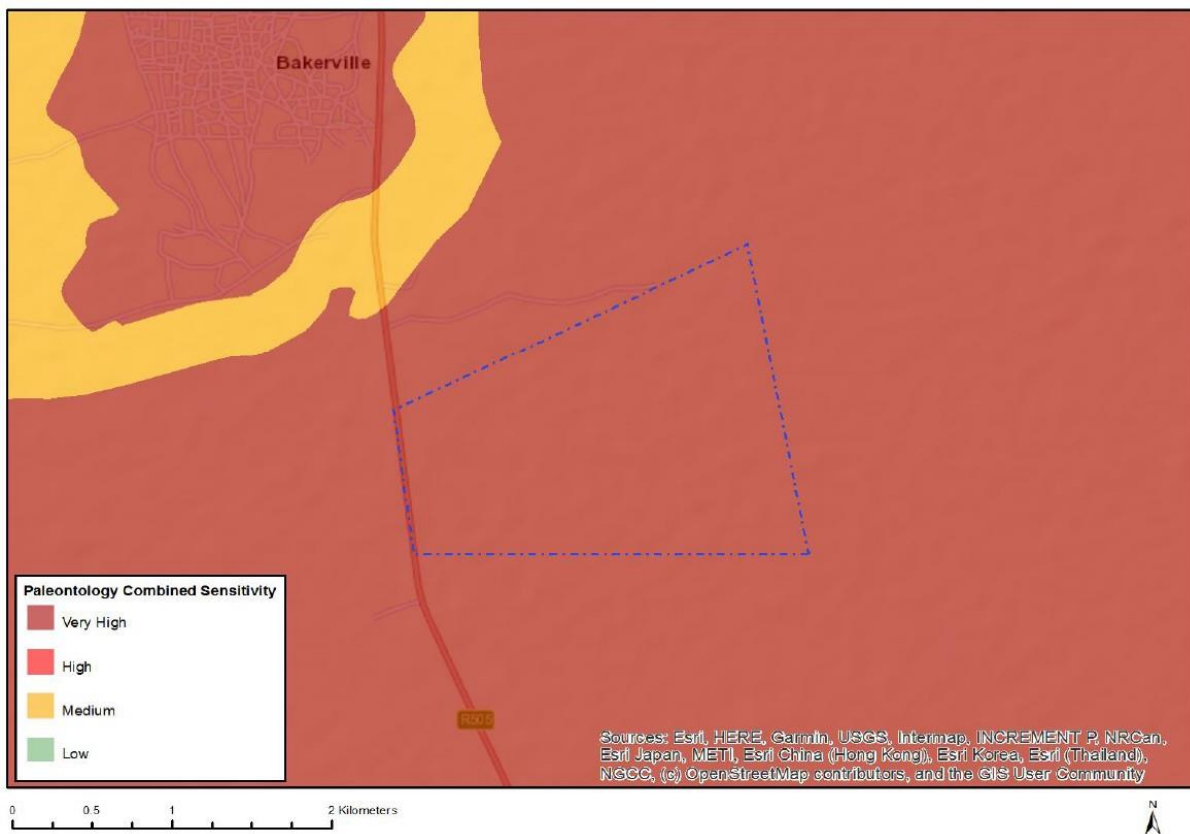 Bakerville
Paleontology Combined Sensitivity
Very High
High
Medium
Low
R505
Sources: Esri, HERE, Garmin, USGS, Intermap, INCREMENT P, NRCan,
Esri Japan, METI, Esri China (Hong Kong), Esri Korea, Esri (Thailand),
NGCC, (c) OpenStreetMap contributors, and the GIS User Community
0 0.5 1 2 Kilometers
N